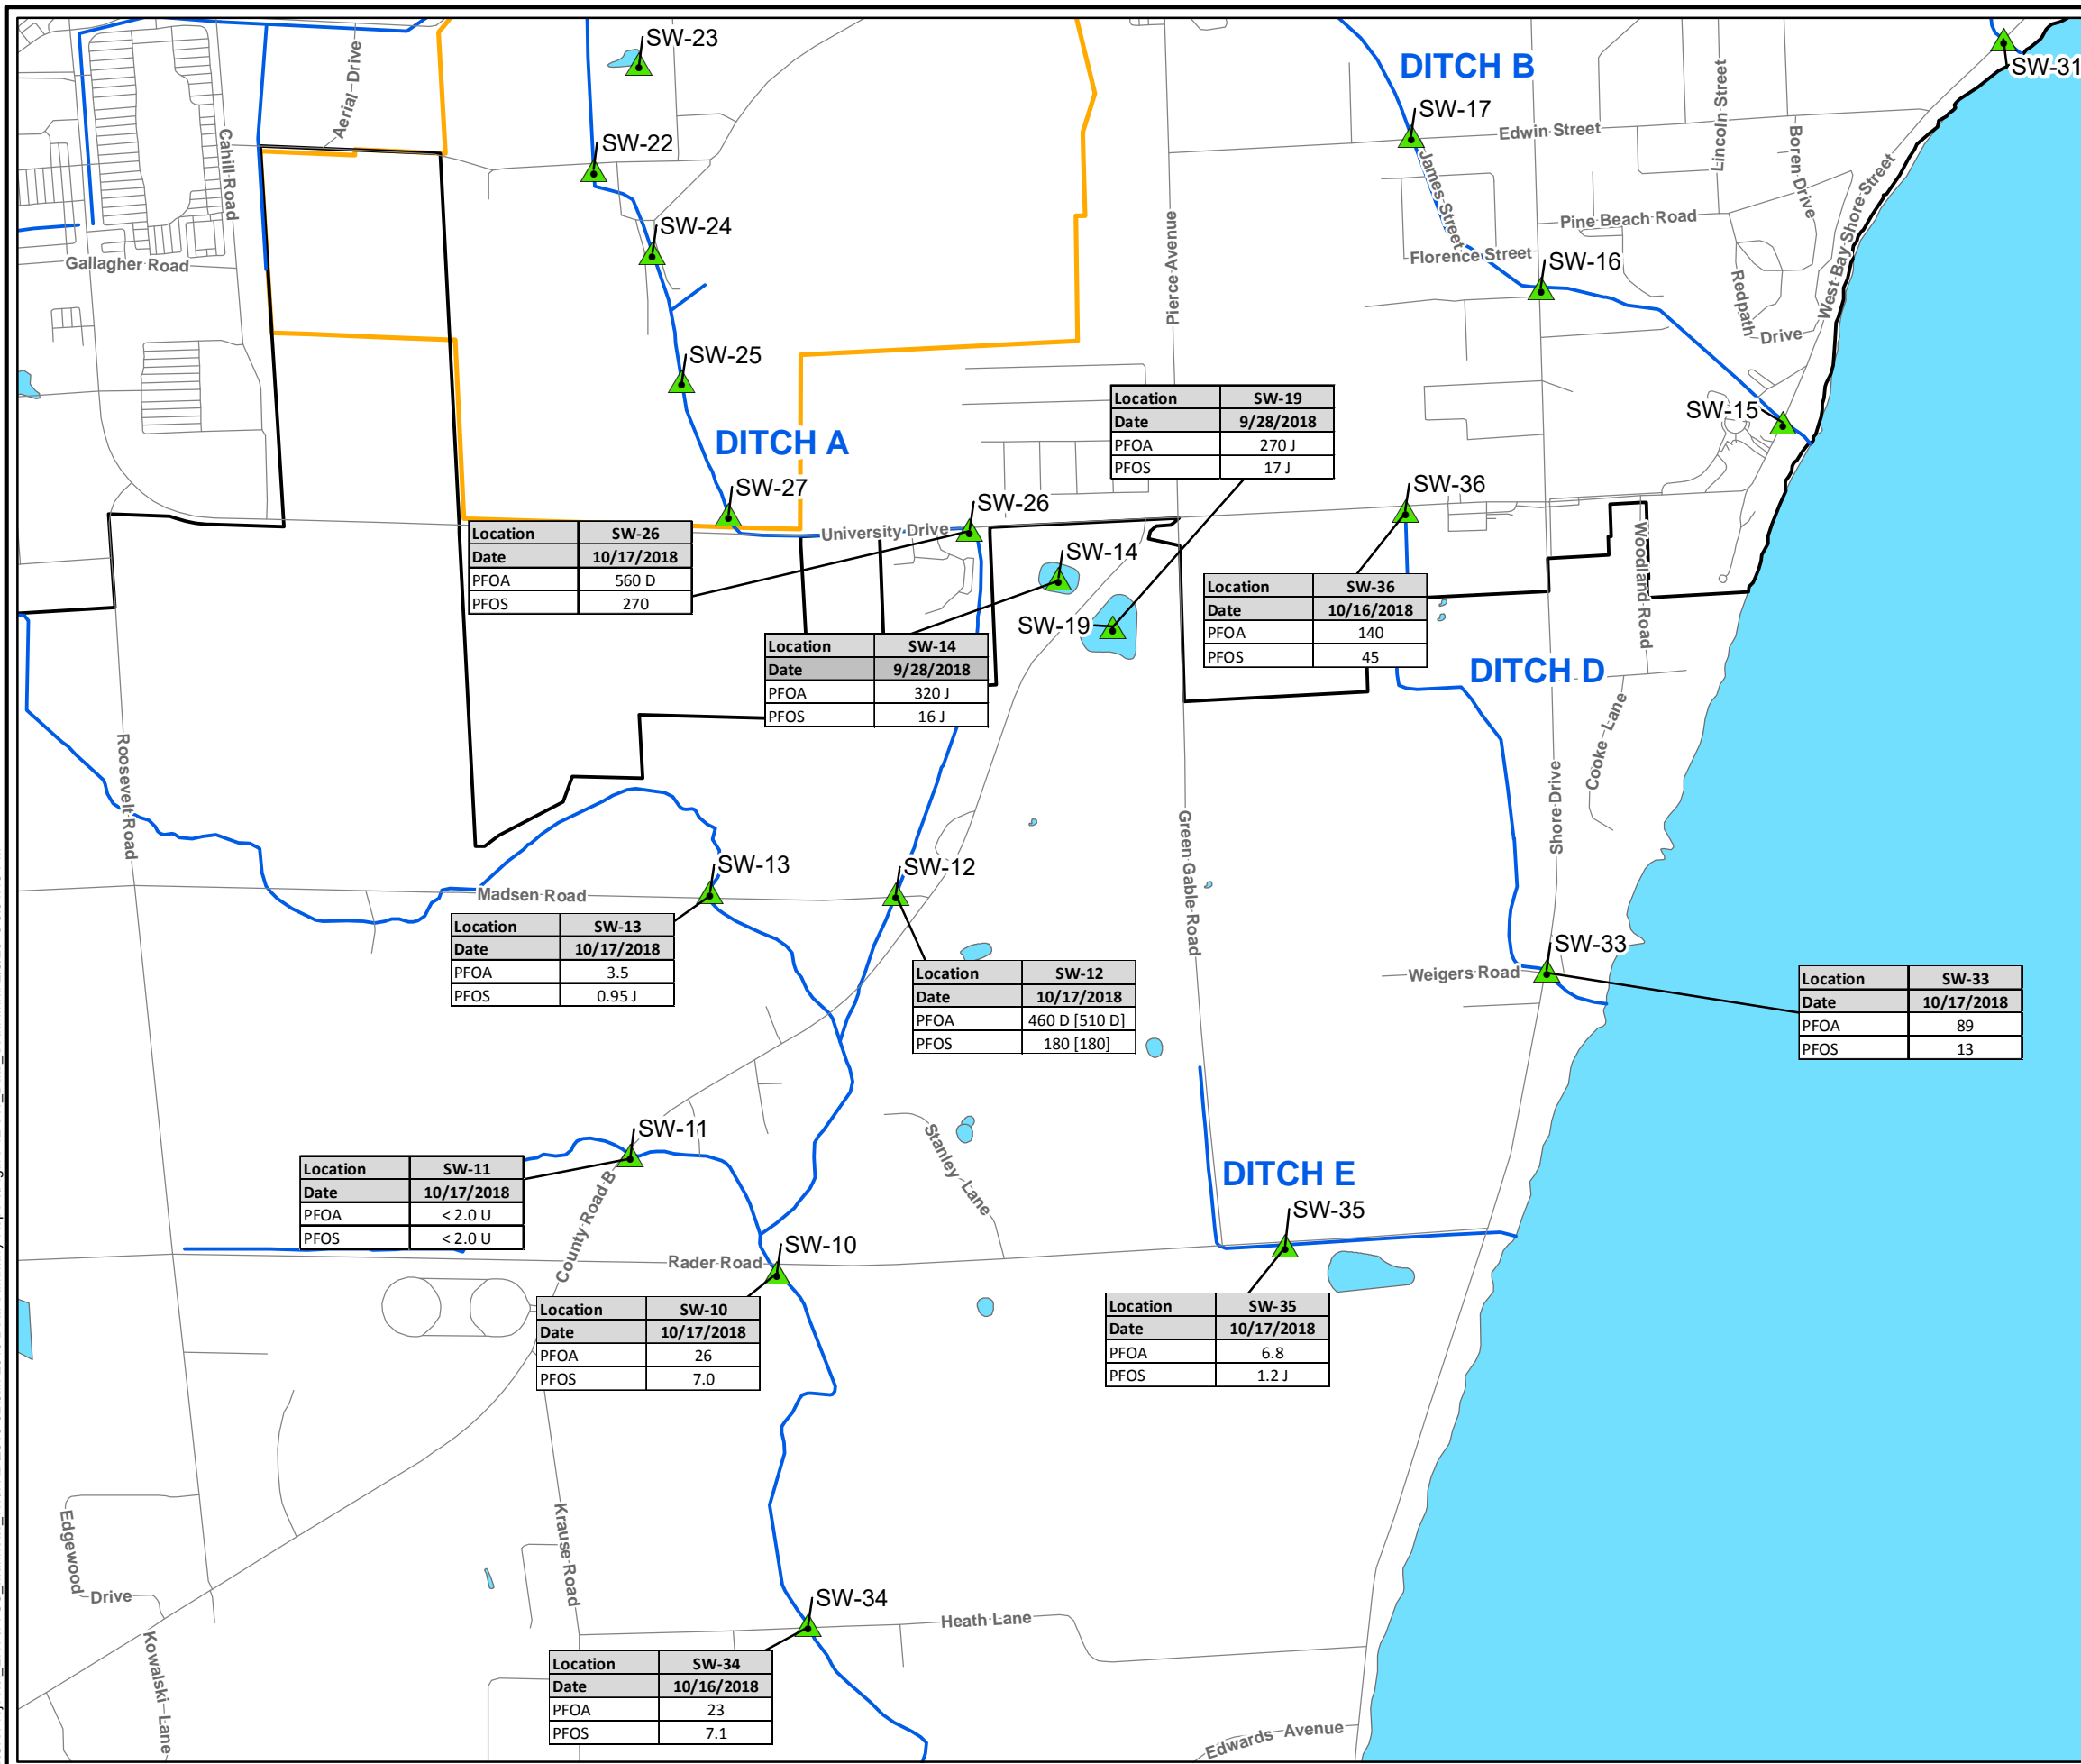 SW-23
SW-31
DITCH B
SW-17
Edwin Street
Lincoln Street
Boren Drive
Aerial Drive
Cahill Road
SW-22
James Street
West Bay Shore Street
Pine Beach Road
SW-24
Pierce Avenue
Florence Street
SW-16
Gallagher Road
Redpath
Drive
SW-25
Location SW-19
Date 9/28/2018
PFOA 270 J
PFOS 17 J
SW-15
DITCH A
SW-27
SW-26
SW-36
University Drive
Location SW-26
Date 10/17/2018
PFOA 560 D
PFOS 270
SW-14
Woodland Road
Location SW-36
Date 10/16/2018
PFOA 140
PFOS 45
SW-19
Location SW-14
Date 9/28/2018
PFOA 320 J
PFOS 16 J
DITCH D
Cooke Lane
Roosevelt Road
Shore Drive
Green Gable Road
SW-13
SW-12
Madsen Road
Location SW-13
Date 10/17/2018
PFOA 3.5
PFOS 0.95 J
SW-33
Weigers Road
Location SW-12
Date 10/17/2018
PFOA 460 D [510 D]
PFOS 180 [180]
Location SW-33
Date 10/17/2018
PFOA 89
PFOS 13
SW-11
Stanley Lane
Location SW-11
Date 10/17/2018
PFOA < 2.0 U
PFOS < 2.0 U
DITCH E
SW-35
County Road B
SW-10
Rader Road
Location SW-10
Date 10/17/2018
PFOA 26
PFOS 7.0
Location SW-35
Date 10/17/2018
PFOA 6.8
PFOS 1.2 J
Edgewood
Drive
Krause Road
SW-34
Heath Lane
Kowalski Lane
Location SW-34
Date 10/16/2018
PFOA 23
PFOS 7.1
Edwards Avenue